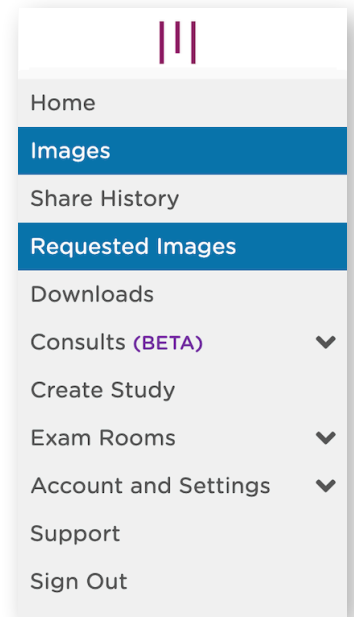 Home
Images
Share History
Requested Images
Downloads
Consults (BETA)
Create Study
Exam Rooms
Account and Settings
Support
Sign Out